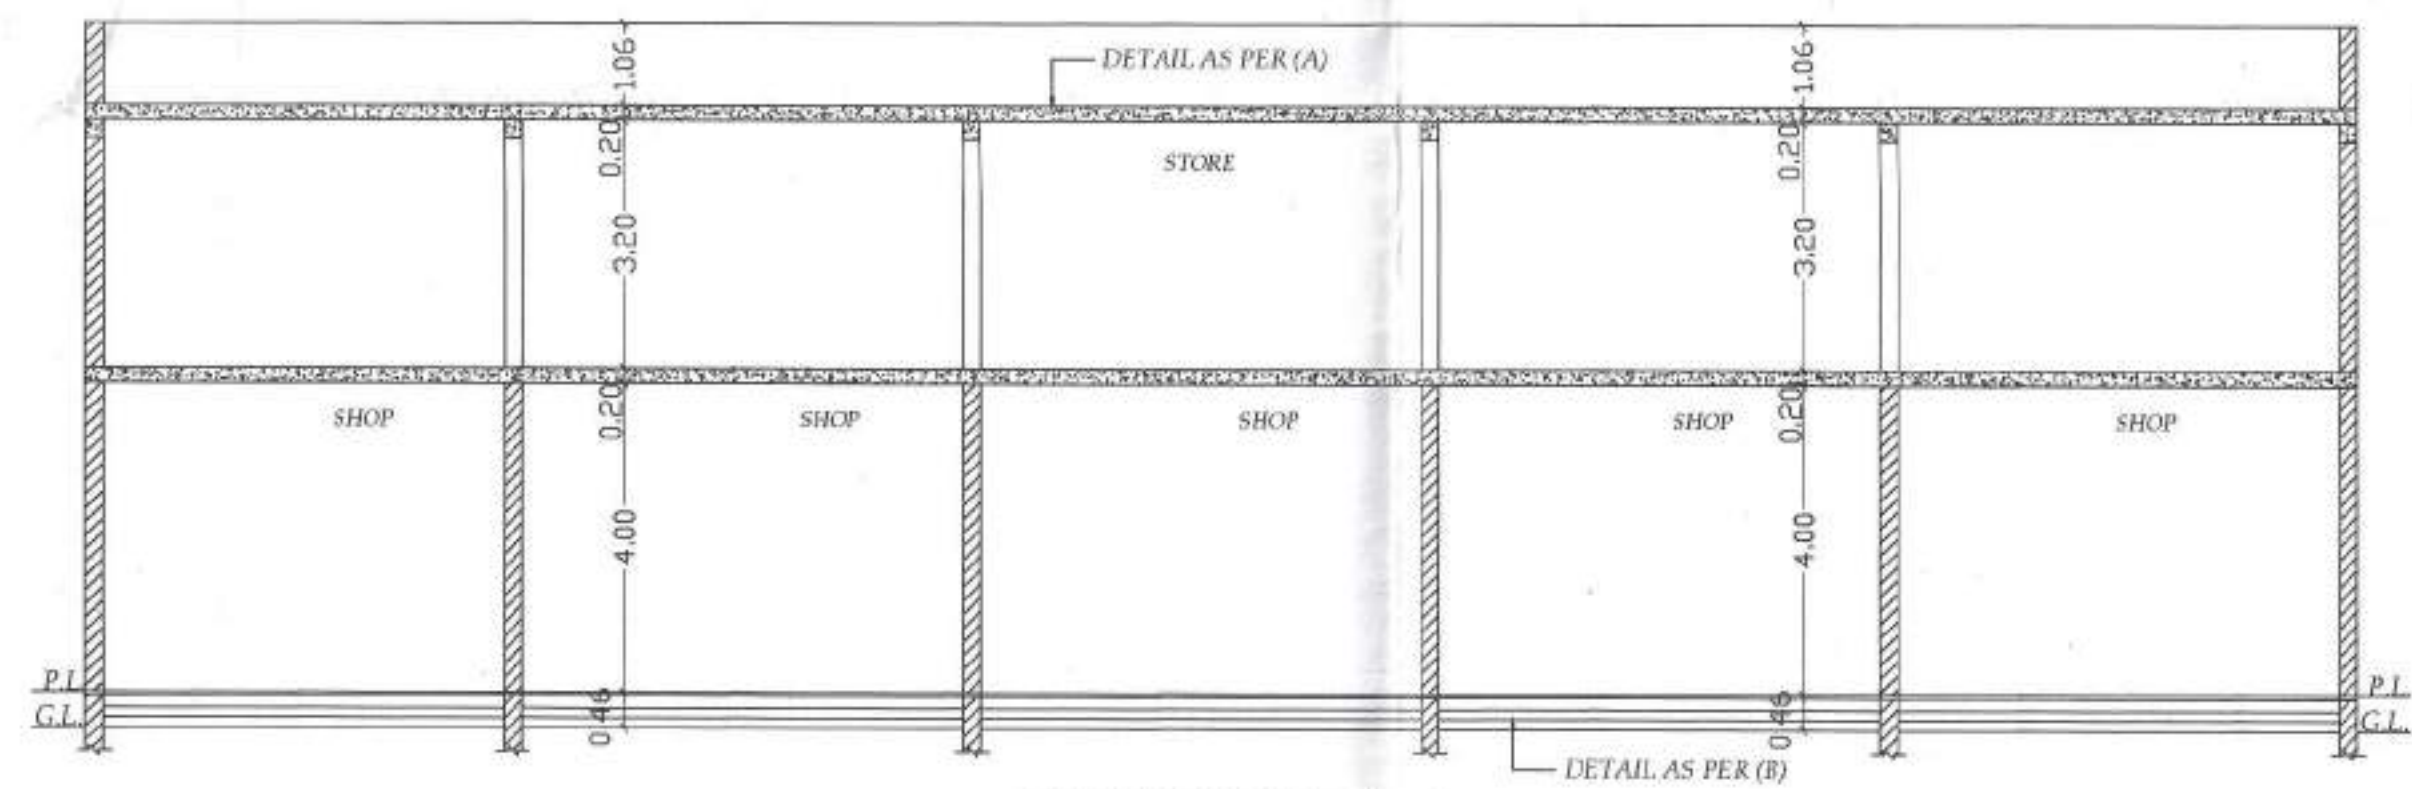 DETAIL AS PER (A)
1.06
1.06
0.20
0.20
STORE
3.20
3.20
SHOP
SHOP
SHOP
SHOP
SHOP
0.20
0.20
4.00
4.00
P.L
P.L.
0.46
0.46
G.L.
G.L.
DETAIL AS PER (B)